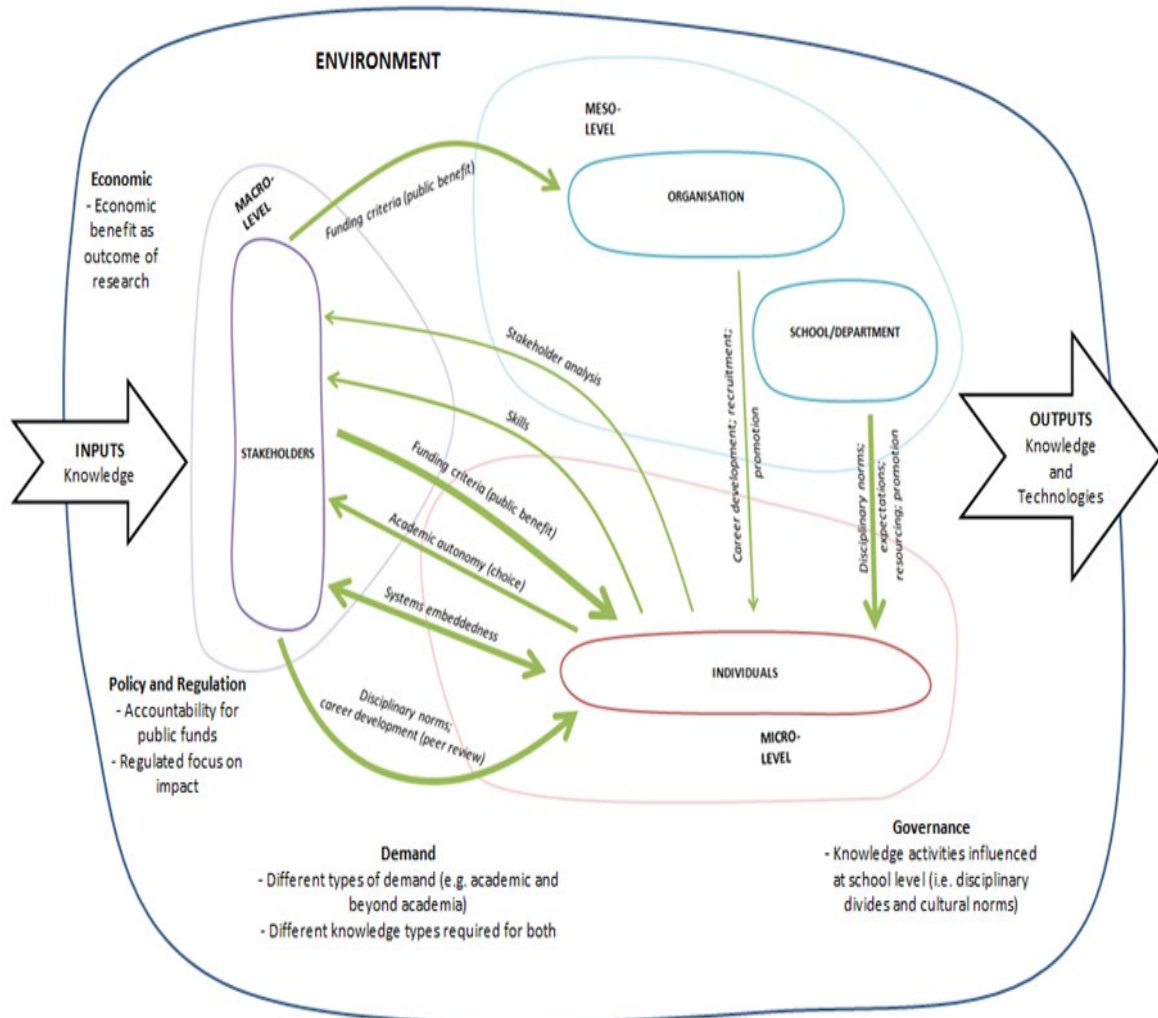 ENVIRONMENT
MESO-
LEVEL
Economic
- Economic
benefit as
outcome of
research
MACRO-
LEVEL
Funding criteria (public benefit)
ORGANISATION
SCHOOL/DEPARTMENT
Stakeholder analysis
Skills
Career development; recruitment;
promotion
INPUTS
Knowledge
STAKEHOLDERS
Funding criteria (public benefit)
Academic autonomy (choice)
Systems embeddedness
Disciplinary norms;
expectations;
resourcing; promotion
OUTPUTS
Knowledge
and
Technologies
INDIVIDUALS
Disciplinary norms;
career development (peer review)
MICRO-
LEVEL
Policy and Regulation
- Accountability for
public funds
- Regulated focus on
impact
Demand
- Different types of demand (e.g. academic and
beyond academia)
- Different knowledge types required for both
Governance
- Knowledge activities influenced
at school level (i.e. disciplinary
divides and cultural norms)